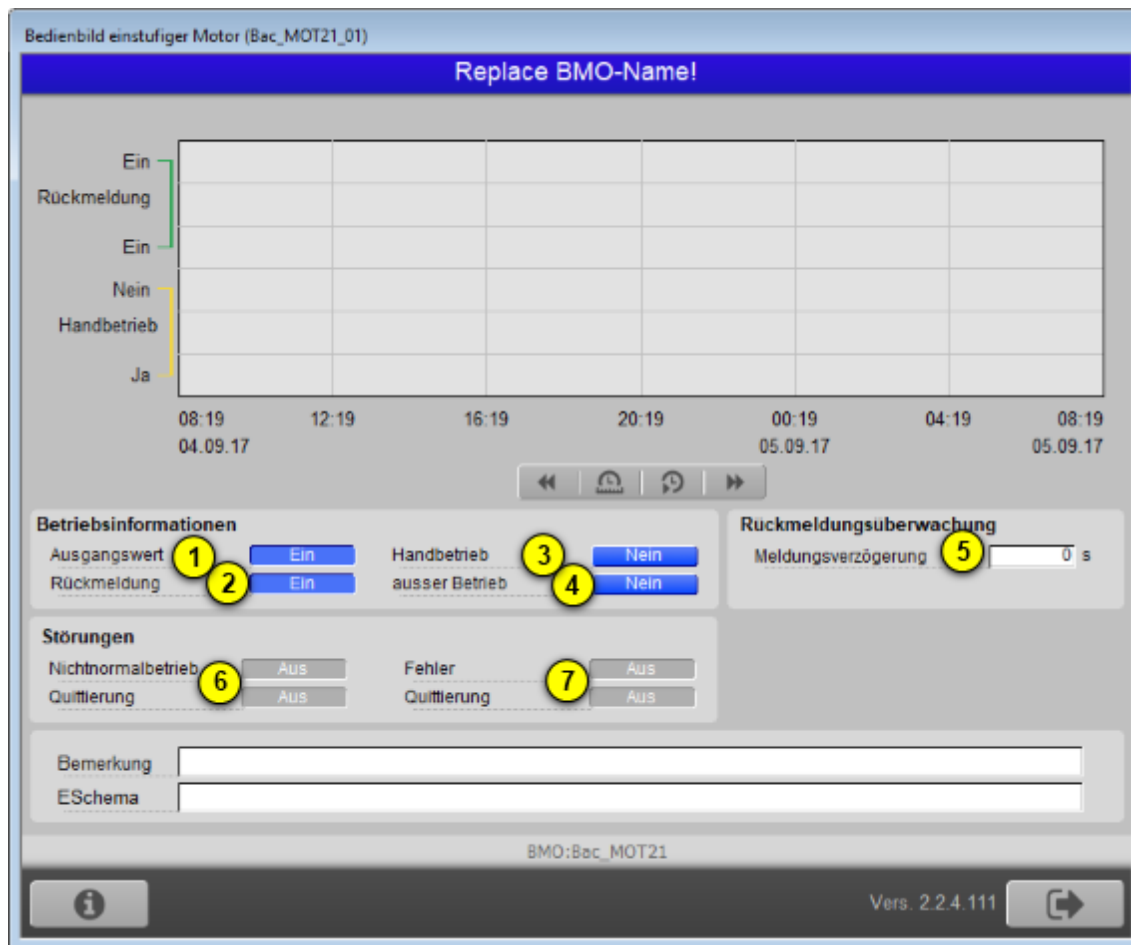 Bedienbild einstufiger Motor (Bac_MOT21_01)
Replace BMO-Name!
Ein
Rückmeldung
Ein
Nein
Handbetrieb
Ja
08:19 12:19 16:19 20:19 00:19 04:19 08:19
04.09.17 05.09.17 05.09.17
Betriebsinformationen
Ausgangswert 1 Ein Handbetrieb 3 Nein
Rückmeldung 2 Ein ausser Betrieb 4 Nein
Rückmeldungsüberwachung
Meldungsverzögerung 5 0 s
Störungen
Nichtnormalbetrieb 6 Aus Fehler 7 Aus
Quittierung Aus Quittierung Aus
Bemerkung
ESchema
BMO:Bac_MOT21
Vers. 2.2.4.111